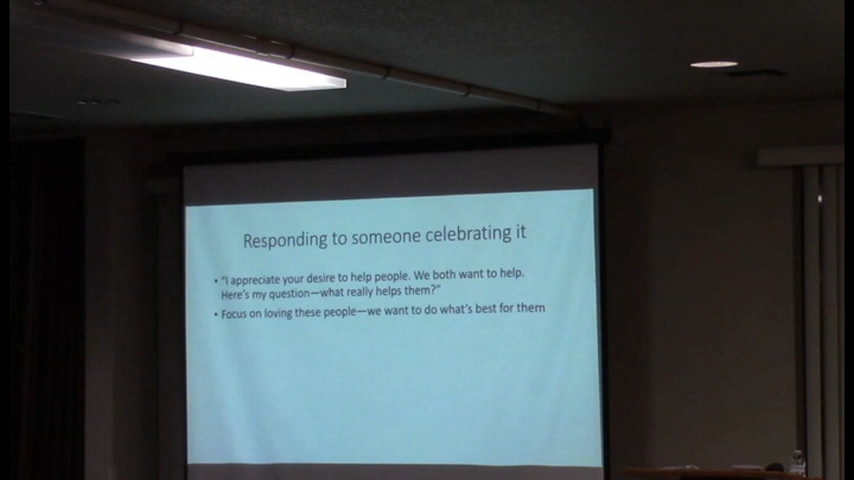 Responding to someone celebrating it
• "I appreciate your desire to help people. We both want to help.
Here's my question—what really helps them?"
• Focus on loving these people—we want to do what's best for them